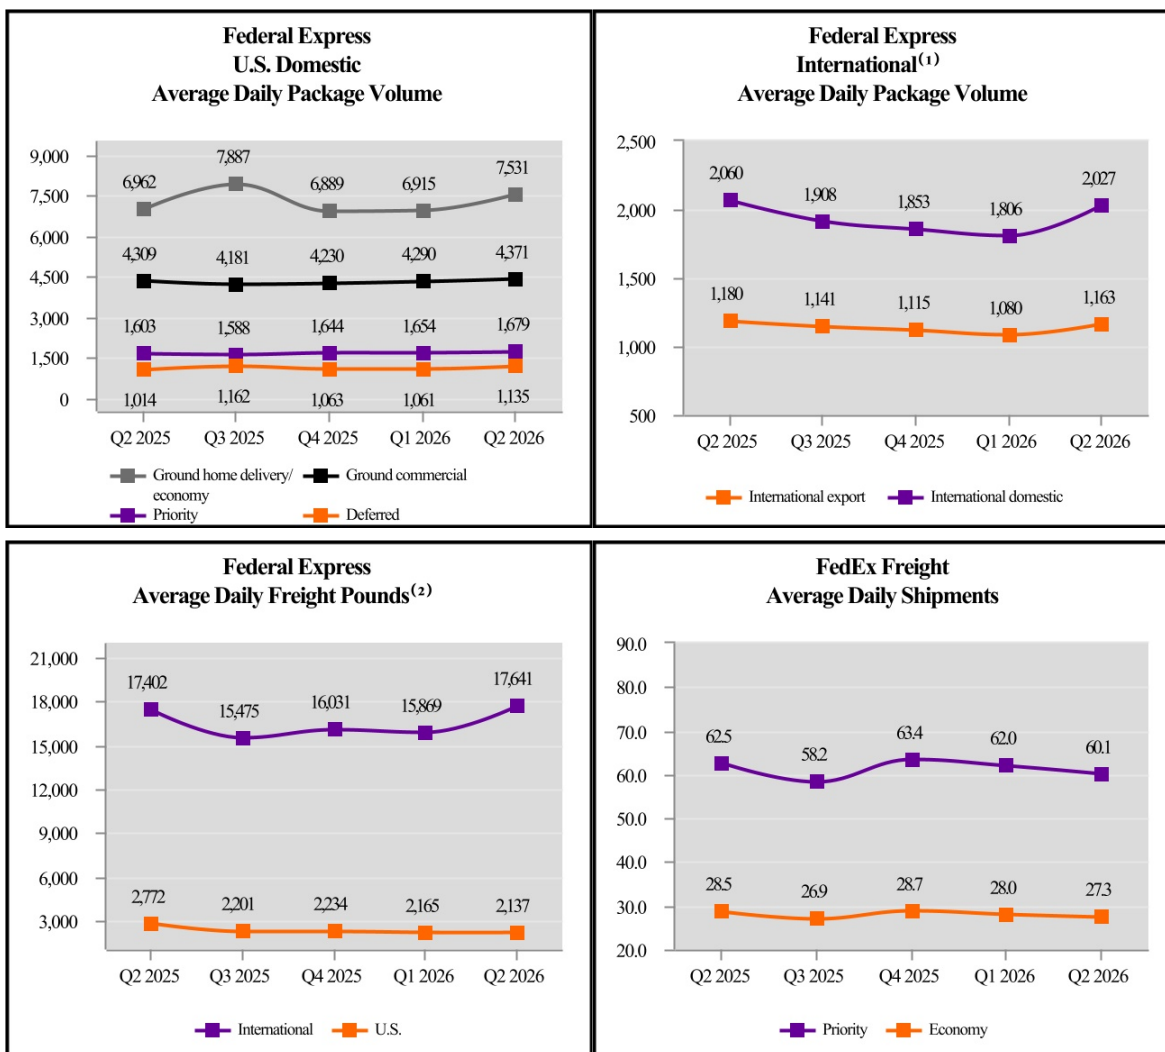 Federal Express
U.S. Domestic
Average Daily Package Volume
9,000
7,500
6,000
4,500
3,000
1,500
0
6,962
7,887
6,889
6,915
7,531
4,309
4,181
4,230
4,290
4,371
1,603
1,588
1,644
1,654
1,679
1,014
1,162
1,063
1,061
1,135
Q2 2025
Q3 2025
Q4 2025
Q1 2026
Q2 2026
Ground home delivery/
economy
Ground commercial
Priority
Deferred
Federal Express
International⁽¹⁾
Average Daily Package Volume
2,500
2,000
1,500
1,000
500
2,060
1,908
1,853
1,806
2,027
1,180
1,141
1,115
1,080
1,163
Q2 2025
Q3 2025
Q4 2025
Q1 2026
Q2 2026
International export
International domestic
Federal Express
Average Daily Freight Pounds⁽²⁾
21,000
18,000
15,000
12,000
9,000
6,000
3,000
17,402
15,475
16,031
15,869
17,641
2,772
2,201
2,234
2,165
2,137
Q2 2025
Q3 2025
Q4 2025
Q1 2026
Q2 2026
International
U.S.
FedEx Freight
Average Daily Shipments
90.0
80.0
70.0
60.0
50.0
40.0
30.0
20.0
62.5
58.2
63.4
62.0
60.1
28.5
26.9
28.7
28.0
27.3
Q2 2025
Q3 2025
Q4 2025
Q1 2026
Q2 2026
Priority
Economy